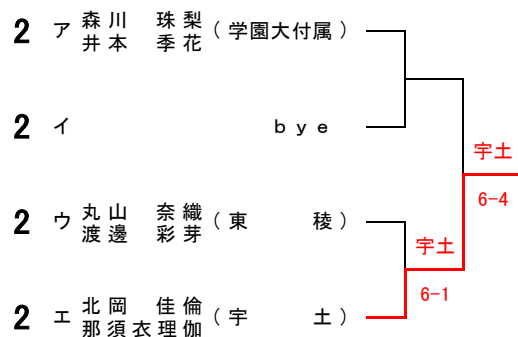 2 ア 森川 珠梨
井本 季花 (学園大付属)
2 イ bye
宇土
6-4
2 ウ 丸山 奈織
渡邊 彩芽 (東 稜)
宇土
6-1
2 エ 北岡 佳倫
那須衣理伽 (宇 土)